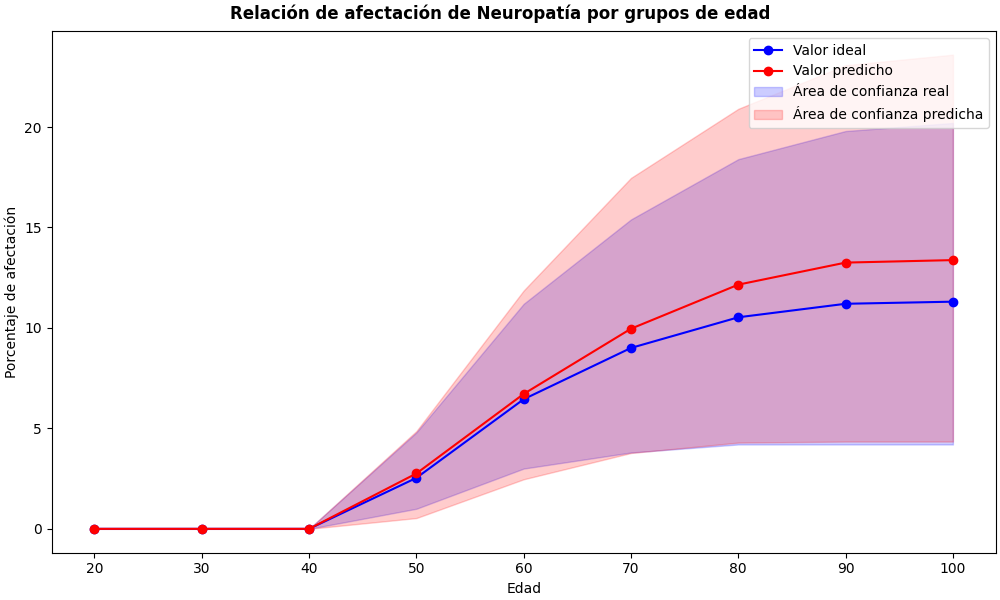 Relación de afectación de Neuropatía por grupos de edad
Valor ideal
Valor predicho
Área de confianza real
Área de confianza predicha
Porcentaje de afectación
20
15
10
5
0
20 30 40 50 60 70 80 90 100
Edad